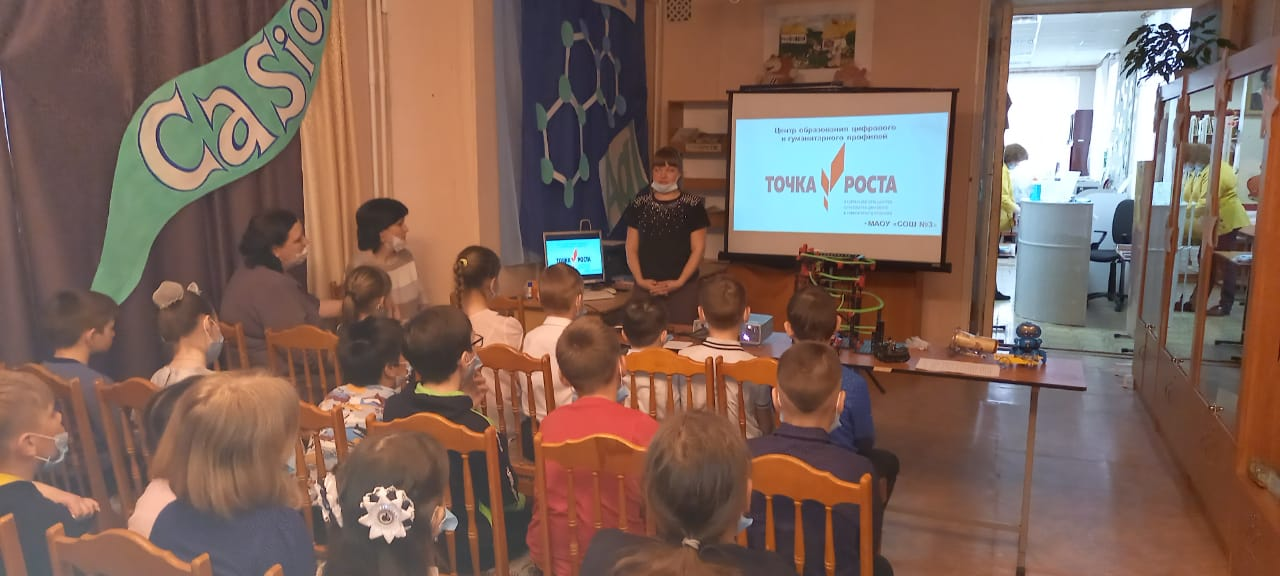 Casio
Центр образования цифрового
и гуманитарного профилей
ТОЧКА РОСТА
МАОУ «СОШ №3»
ТОЧКА РОСТА